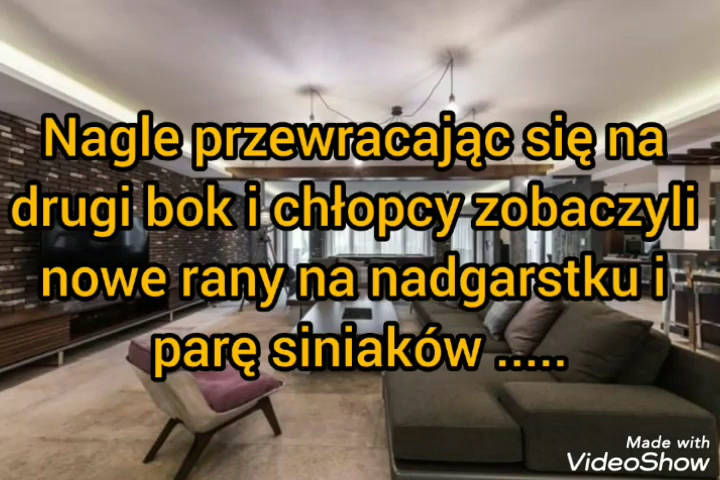 Nagle przewracając się na
drugi bok i chłopcy zobaczyli
nowe rany na nadgarstku i
parę siniaków .....
Made with
VideoShow